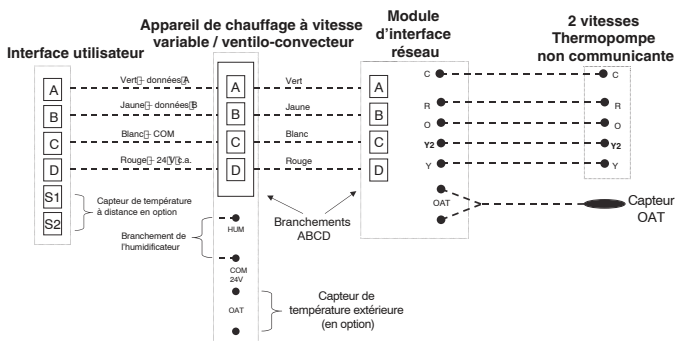 Interface utilisateur
Appareil de chauffage à vitesse
variable / ventilo-convecteur
Module
d'interface
réseau
2 vitesses
Thermopompe
non communicante
A
B
C
D
S1
S2
Vert - données A
Jaune - données B
Blanc - COM
Rouge - 24 V c.a.
Capteur de température
à distance en option
Branchement de
l'humidificateur
A
B
C
D
HUM
COM
24V
OAT
Vert
Jaune
Blanc
Rouge
Branchements
ABCD
Capteur de
température extérieure
(en option)
A
B
C
D
C
R
O
Y2
Y
OAT
C
R
O
Y2
Y
Capteur
OAT